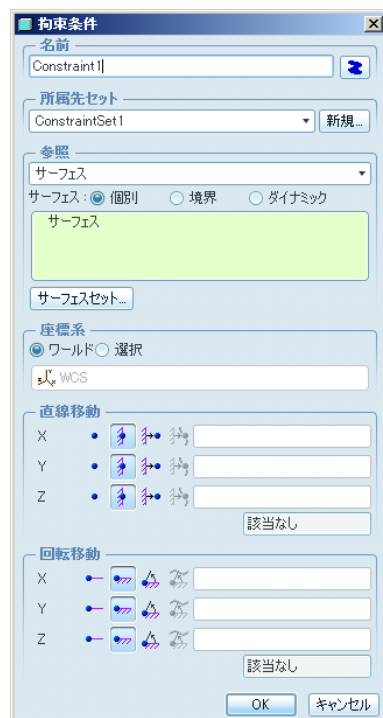 拘束条件
名前
Constraint1
所属先セット
ConstraintSet1
新規...
参照
サーフェス
サーフェス : 個別 境界 ダイナミック
サーフェス
サーフェスセット...
座標系
ワールド 選択
WCS
直線移動
X
Y
Z
該当なし
回転移動
X
Y
Z
該当なし
OK キャンセル